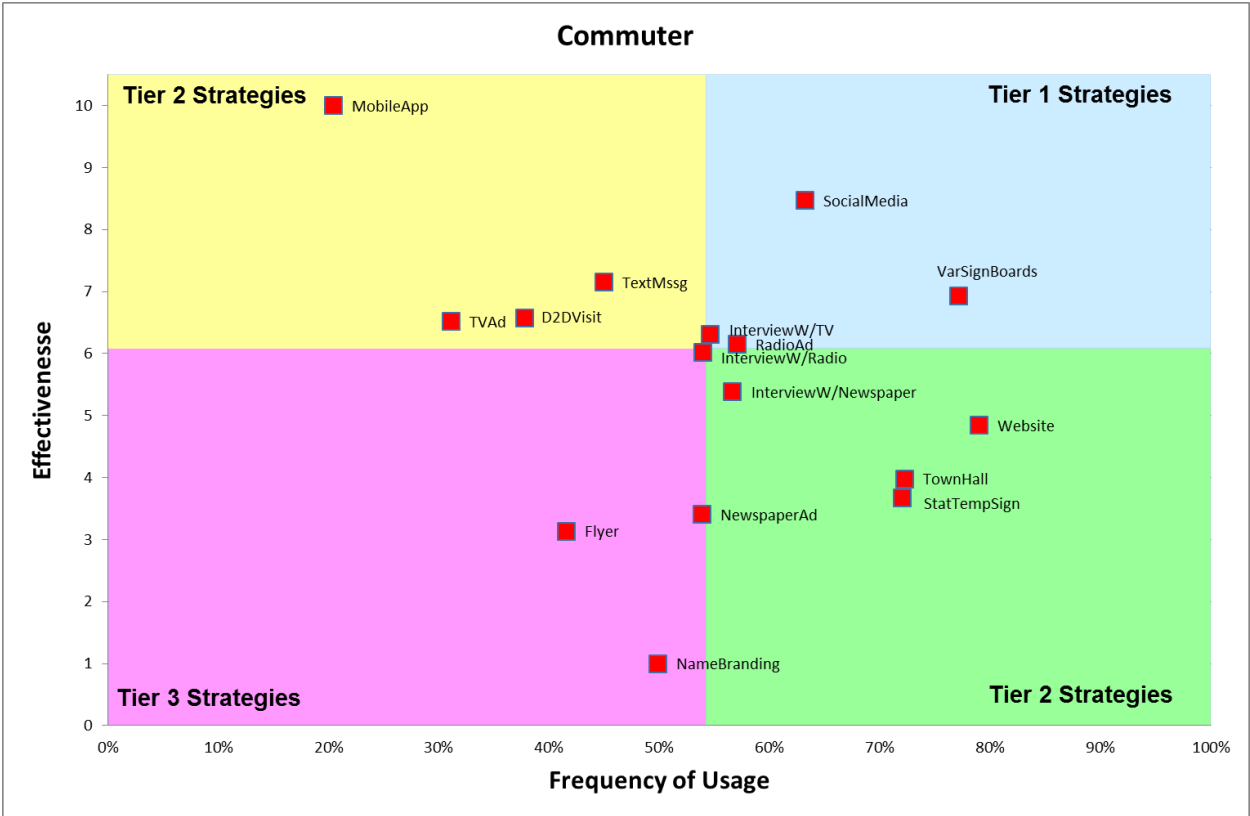 Commuter
Tier 2 Strategies
Tier 1 Strategies
MobileApp
SocialMedia
VarSignBoards
TextMssg
TVAd
D2DVisit
InterviewW/TV
RadioAd
InterviewW/Radio
InterviewW/Newspaper
Website
TownHall
StatTempSign
NewspaperAd
Flyer
NameBranding
Tier 3 Strategies
Tier 2 Strategies
Effectivenesse
10
9
8
7
6
5
4
3
2
1
0
0% 10% 20% 30% 40% 50% 60% 70% 80% 90% 100%
Frequency of Usage